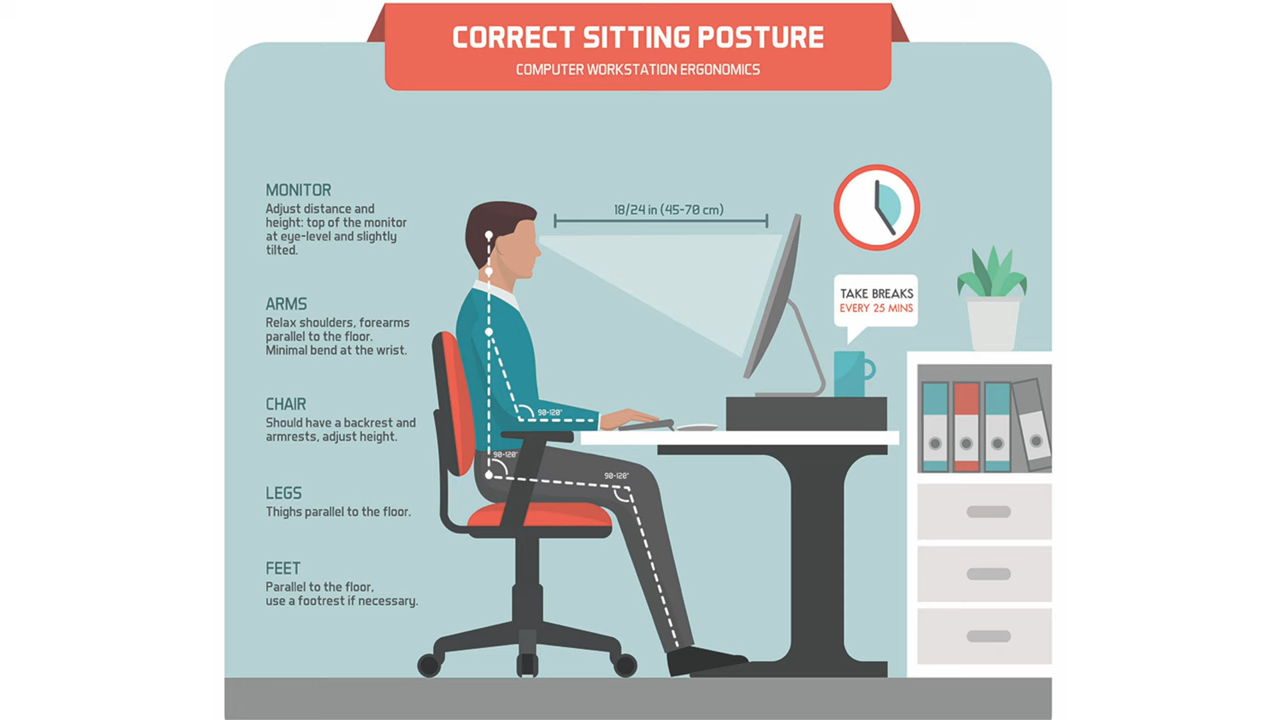 CORRECT SITTING POSTURE
COMPUTER WORKSTATION ERGONOMICS
MONITOR
Adjust distance and
height: top of the monitor
at eye-level and slightly
tilted.
ARMS
Relax shoulders, forearms
parallel to the floor.
Minimal bend at the wrist.
CHAIR
Should have a backrest and
armrests, adjust height.
LEGS
Thighs parallel to the floor.
FEET
Parallel to the floor,
use a footrest if necessary.
18/24 in (45-70 cm)
90-120°
90-120°
90-120°
TAKE BREAKS
EVERY 25 MINS